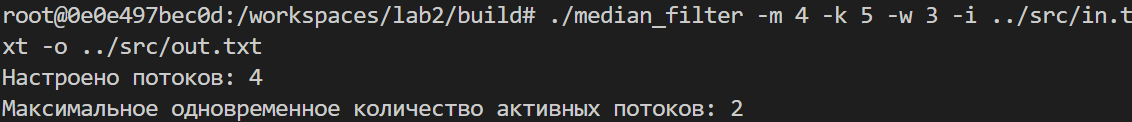 root@0e0e497bec0d:/workspaces/lab2/build# ./median_filter -m 4 -k 5 -w 3 -i ../src/in.t
xt -o ../src/out.txt
Настроено потоков: 4
Максимальное одновременное количество активных потоков: 2